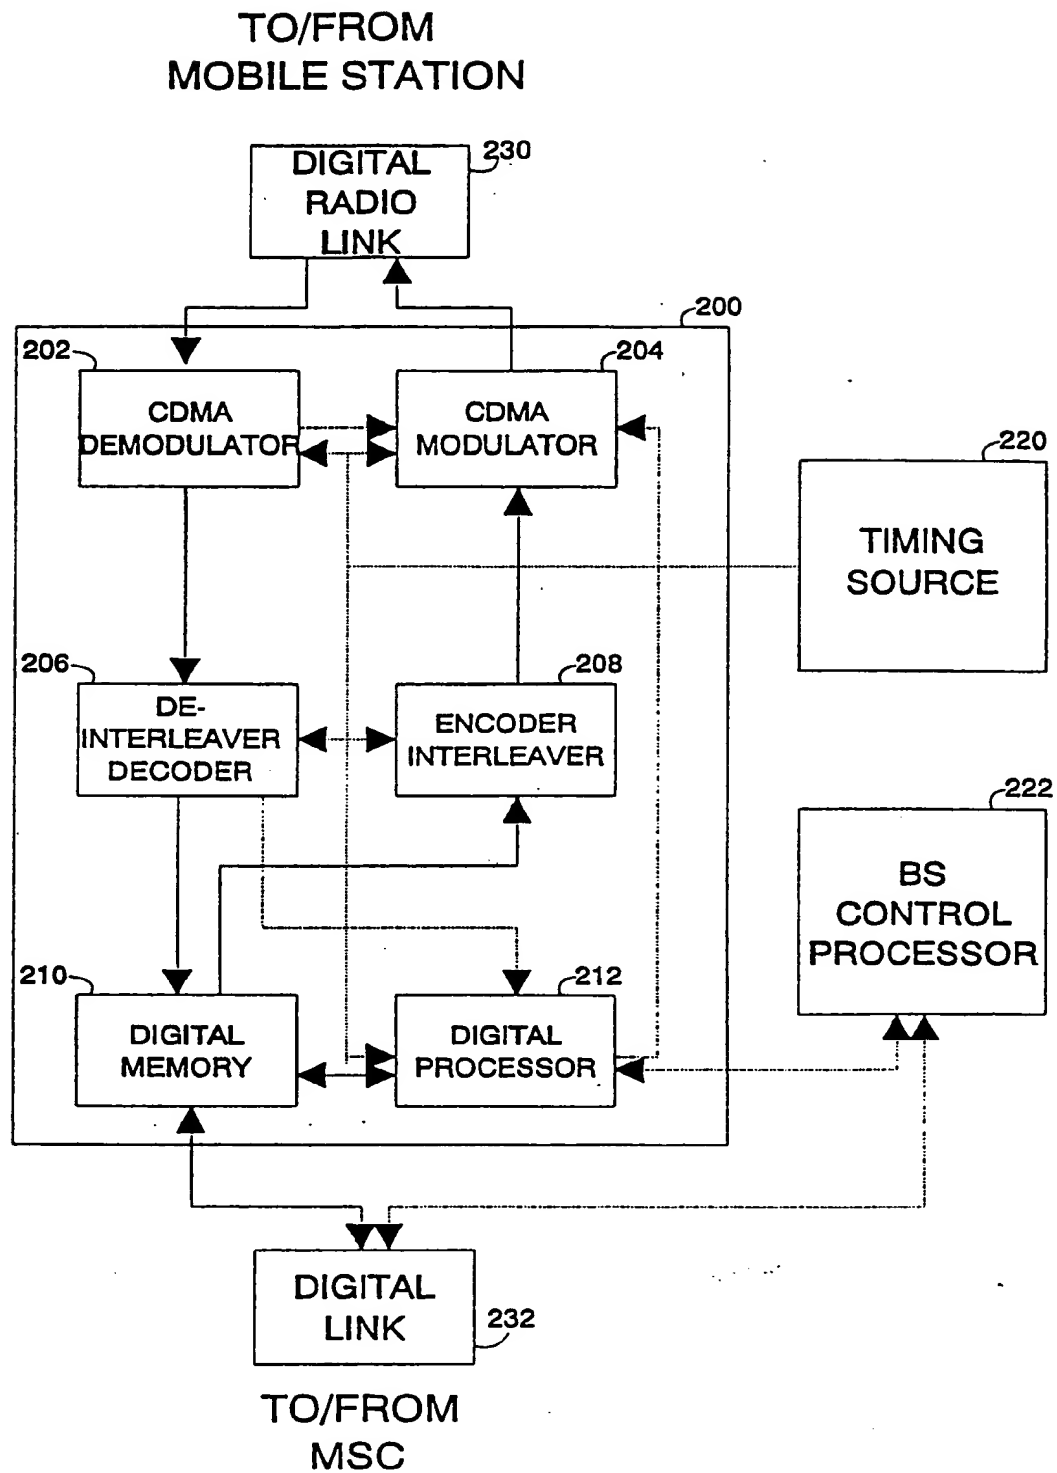 TO/FROM
MOBILE STATION
230
DIGITAL
RADIO
LINK
200
202
CDMA
DEMODULATOR
204
CDMA
MODULATOR
220
TIMING
SOURCE
206
DE-
INTERLEAVER
DECODER
208
ENCODER
INTERLEAVER
222
BS
CONTROL
PROCESSOR
210
DIGITAL
MEMORY
212
DIGITAL
PROCESSOR
DIGITAL
LINK
232
TO/FROM
MSC